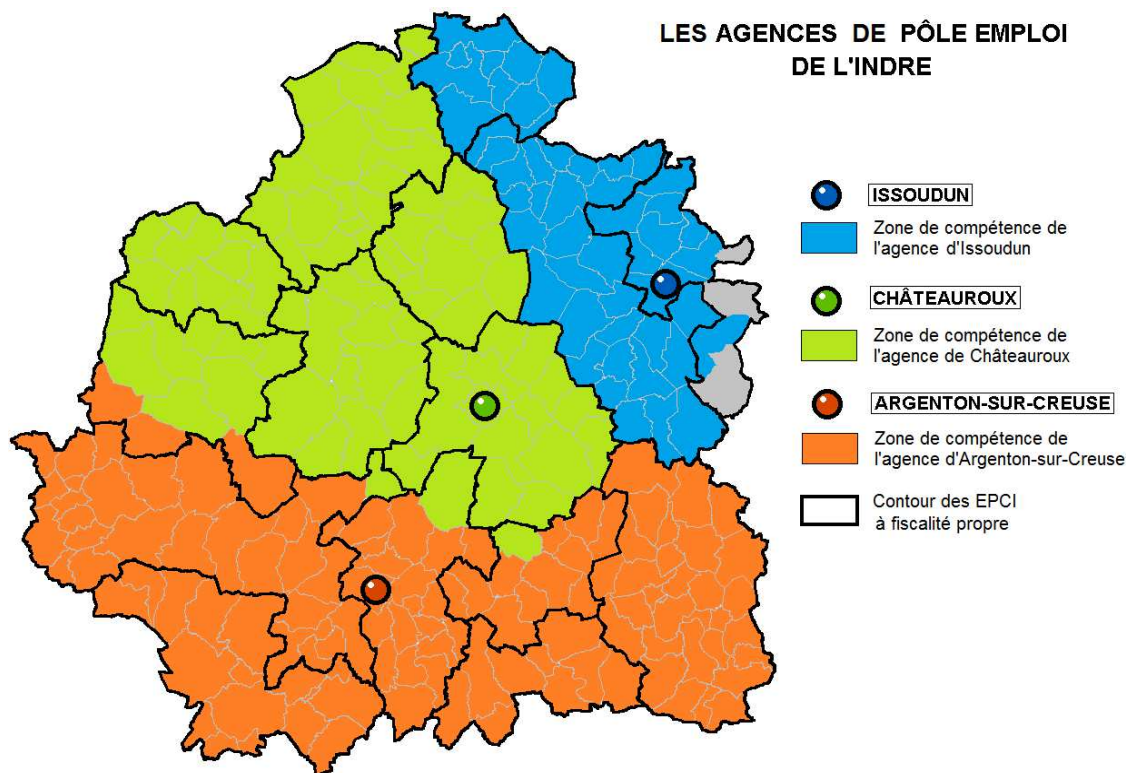 LES AGENCES DE PÔLE EMPLOI
DE L'INDRE
ISSOUDUN
Zone de compétence de
l'agence d'Issoudun
CHÂTEAUROUX
Zone de compétence de
l'agence de Châteauroux
ARGENTON-SUR-CREUSE
Zone de compétence de
l'agence d'Argenton-sur-Creuse
Contour des EPCI
à fiscalité propre